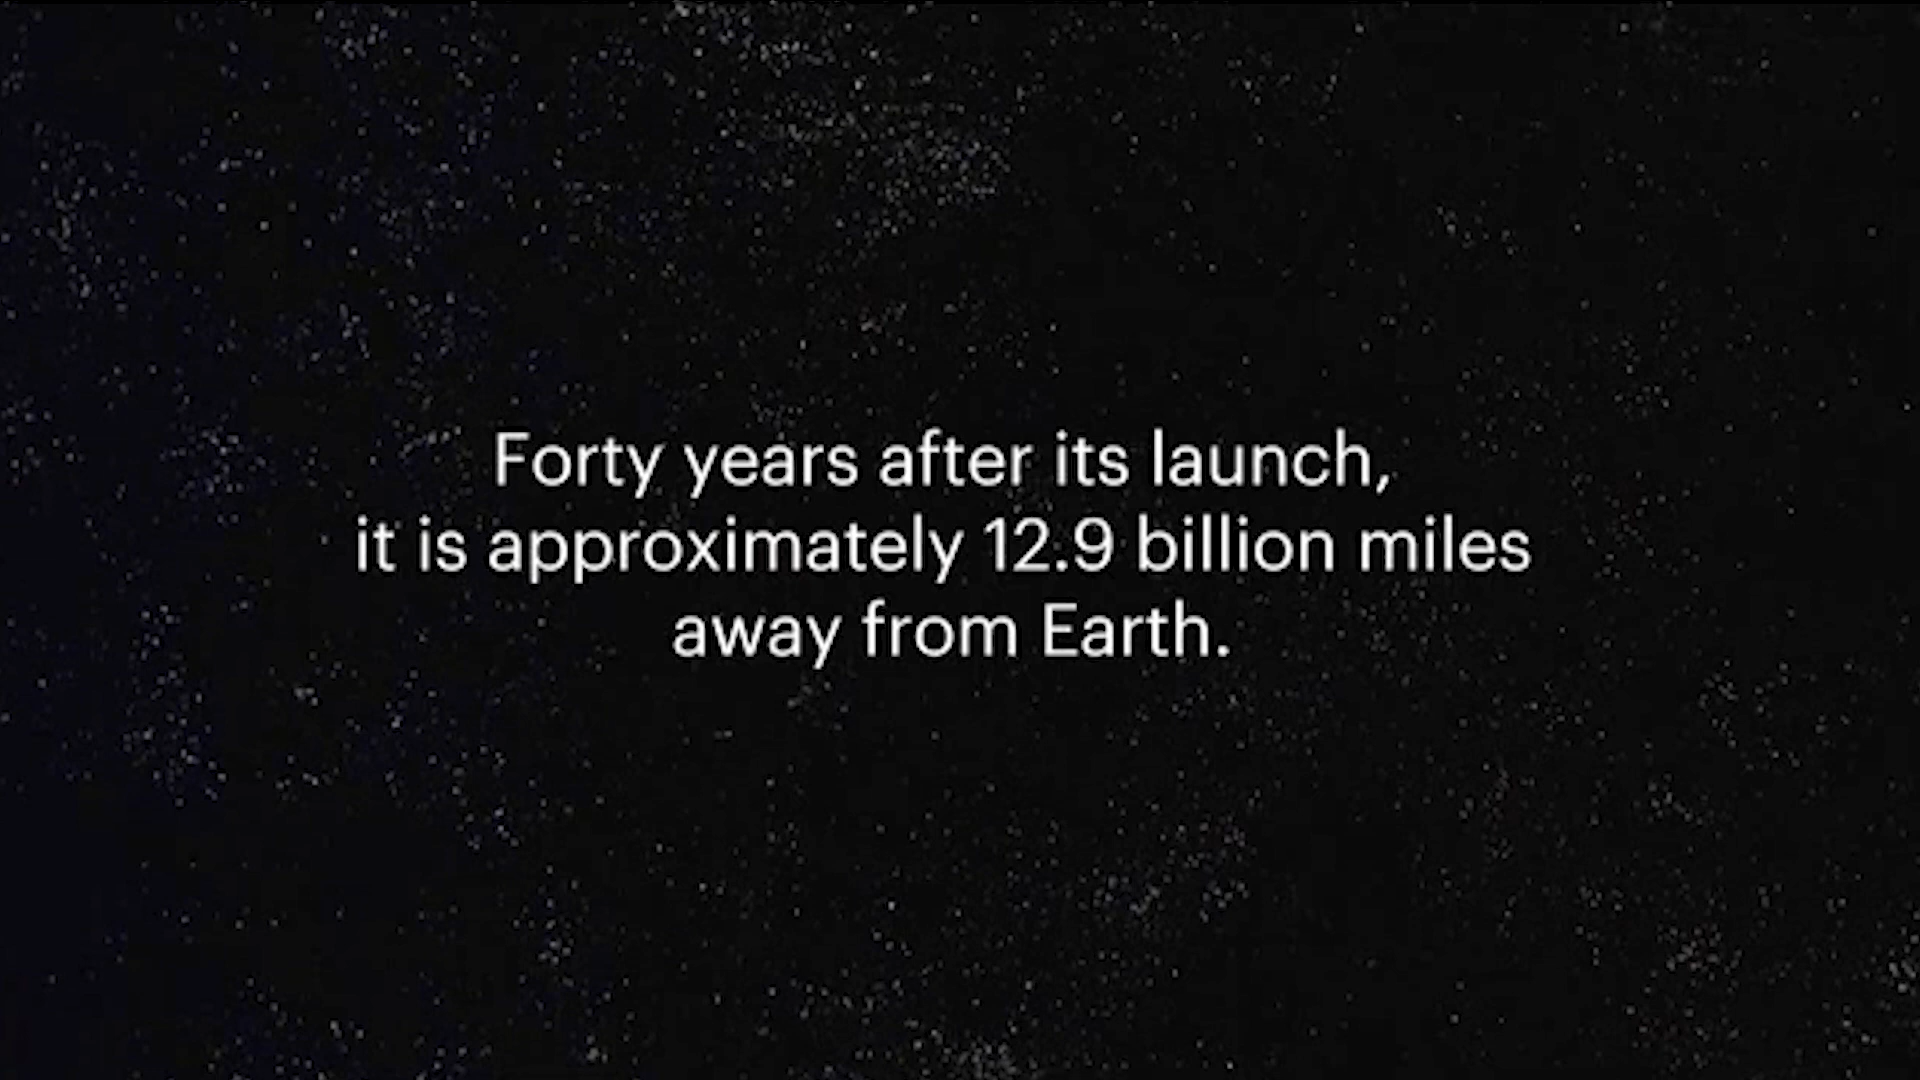 Forty years after its launch,
it is approximately 12.9 billion miles
away from Earth.